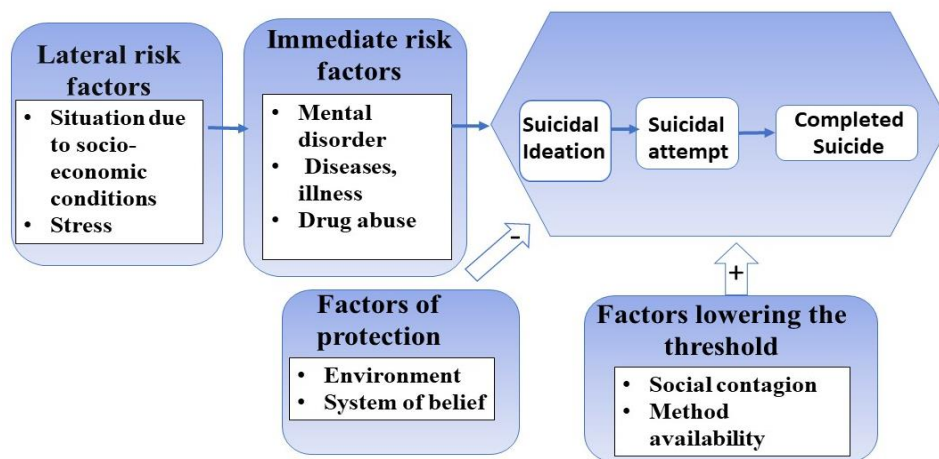 Lateral risk
factors
• Situation due
to socio-
economic
conditions
• Stress
Immediate risk
factors
• Mental
disorder
• Diseases,
illness
• Drug abuse
Suicidal
Ideation
Suicidal
attempt
Completed
Suicide
-
+
Factors of
protection
• Environment
• System of belief
Factors lowering the
threshold
• Social contagion
• Method
availability